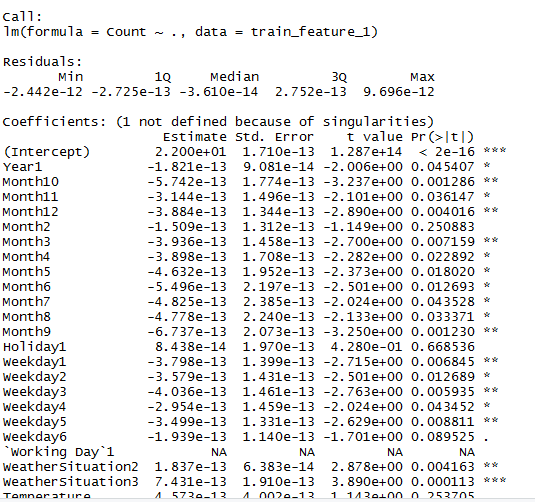 Call:
lm(formula = Count ~ ., data = train_feature_1)
Residuals:
Min 1Q Median 3Q Max
-2.442e-12 -2.725e-13 -3.610e-14 2.752e-13 9.696e-12
Coefficients: (1 not defined because of singularities)
Estimate Std. Error t value Pr(>|t|)
(Intercept) 2.200e+01 1.710e-13 1.287e+14 < 2e-16 ***
Year1 -1.821e-13 9.081e-14 -2.006e+00 0.045407 *
Month10 -5.742e-13 1.774e-13 -3.237e+00 0.001286 **
Month11 -3.144e-13 1.496e-13 -2.101e+00 0.036147 *
Month12 -3.884e-13 1.344e-13 -2.890e+00 0.004016 **
Month2 -1.509e-13 1.312e-13 -1.149e+00 0.250883
Month3 -3.936e-13 1.458e-13 -2.700e+00 0.007159 **
Month4 -3.898e-13 1.708e-13 -2.282e+00 0.022892 *
Month5 -4.632e-13 1.952e-13 -2.373e+00 0.018020 *
Month6 -5.496e-13 2.197e-13 -2.501e+00 0.012693 *
Month7 -4.825e-13 2.385e-13 -2.024e+00 0.043528 *
Month8 -4.778e-13 2.240e-13 -2.133e+00 0.033371 *
Month9 -6.737e-13 2.073e-13 -3.250e+00 0.001230 **
Holiday1 8.438e-14 1.970e-13 4.280e-01 0.668536
Weekday1 -3.798e-13 1.399e-13 -2.715e+00 0.006845 **
Weekday2 -3.579e-13 1.431e-13 -2.501e+00 0.012689 *
Weekday3 -4.036e-13 1.461e-13 -2.763e+00 0.005935 **
Weekday4 -2.954e-13 1.459e-13 -2.024e+00 0.043452 *
Weekday5 -3.499e-13 1.331e-13 -2.629e+00 0.008811 **
Weekday6 -1.939e-13 1.140e-13 -1.701e+00 0.089525 .
`Working Day`1 NA NA NA NA
WeatherSituation2 1.837e-13 6.383e-14 2.878e+00 0.004163 **
WeatherSituation3 7.431e-13 1.910e-13 3.890e+00 0.000113 ***
Temperature 4.573e-13 4.002e-13 1.143e+00 0.253705